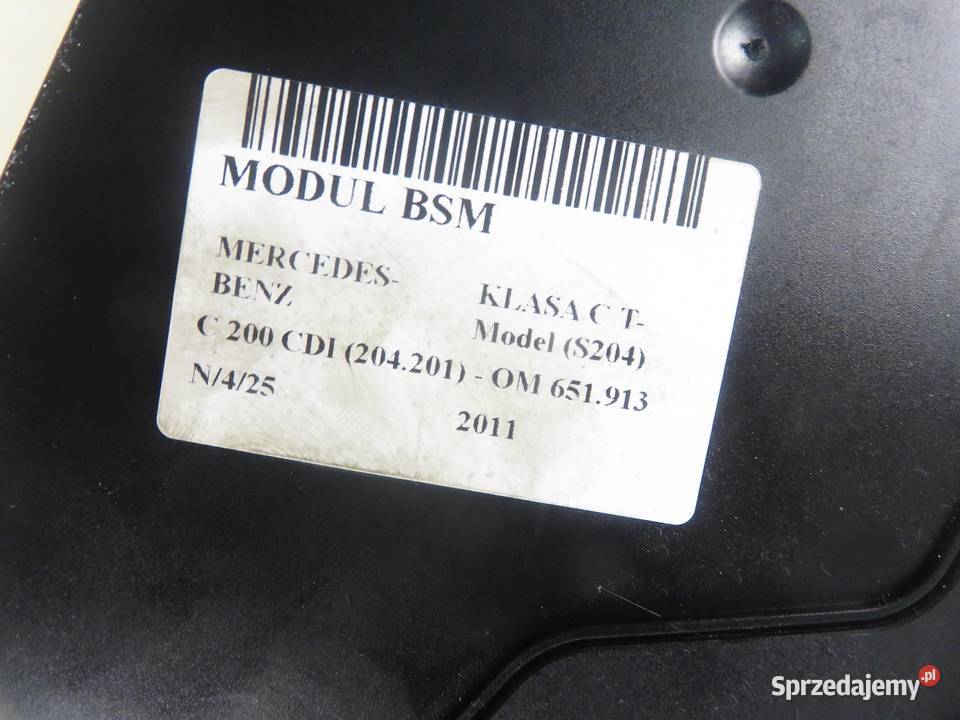 MODUL BSM
MERCEDES-
BENZ
KLASA C T-
Model (S204)
C 200 CDI (204.201) - OM 651.913
N/4/25
2011
Sprzedajemy.pl